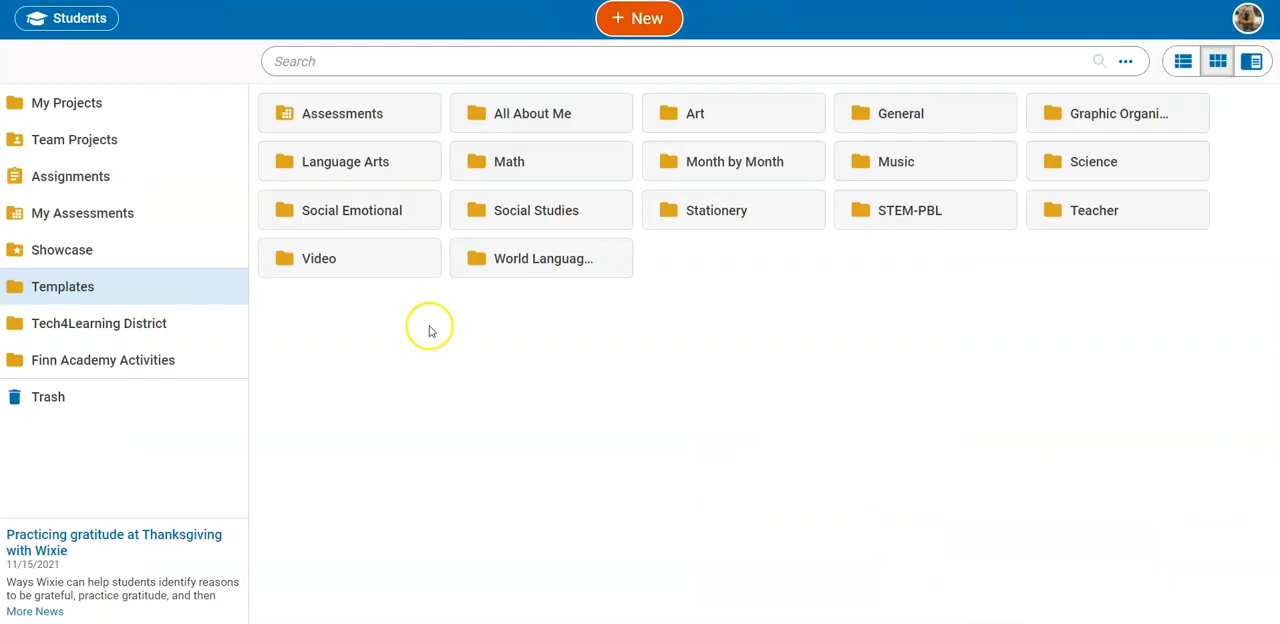 Students
+ New
Search
My Projects
Team Projects
Assignments
My Assessments
Showcase
Templates
Tech4Learning District
Finn Academy Activities
Trash
Assessments
All About Me
Art
General
Graphic Organi...
Language Arts
Math
Month by Month
Music
Science
Social Emotional
Social Studies
Stationery
STEM-PBL
Teacher
Video
World Languag...
Practicing gratitude at Thanksgiving
with Wixie
11/15/2021
Ways Wixie can help students identify reasons
to be grateful, practice gratitude, and then
More News